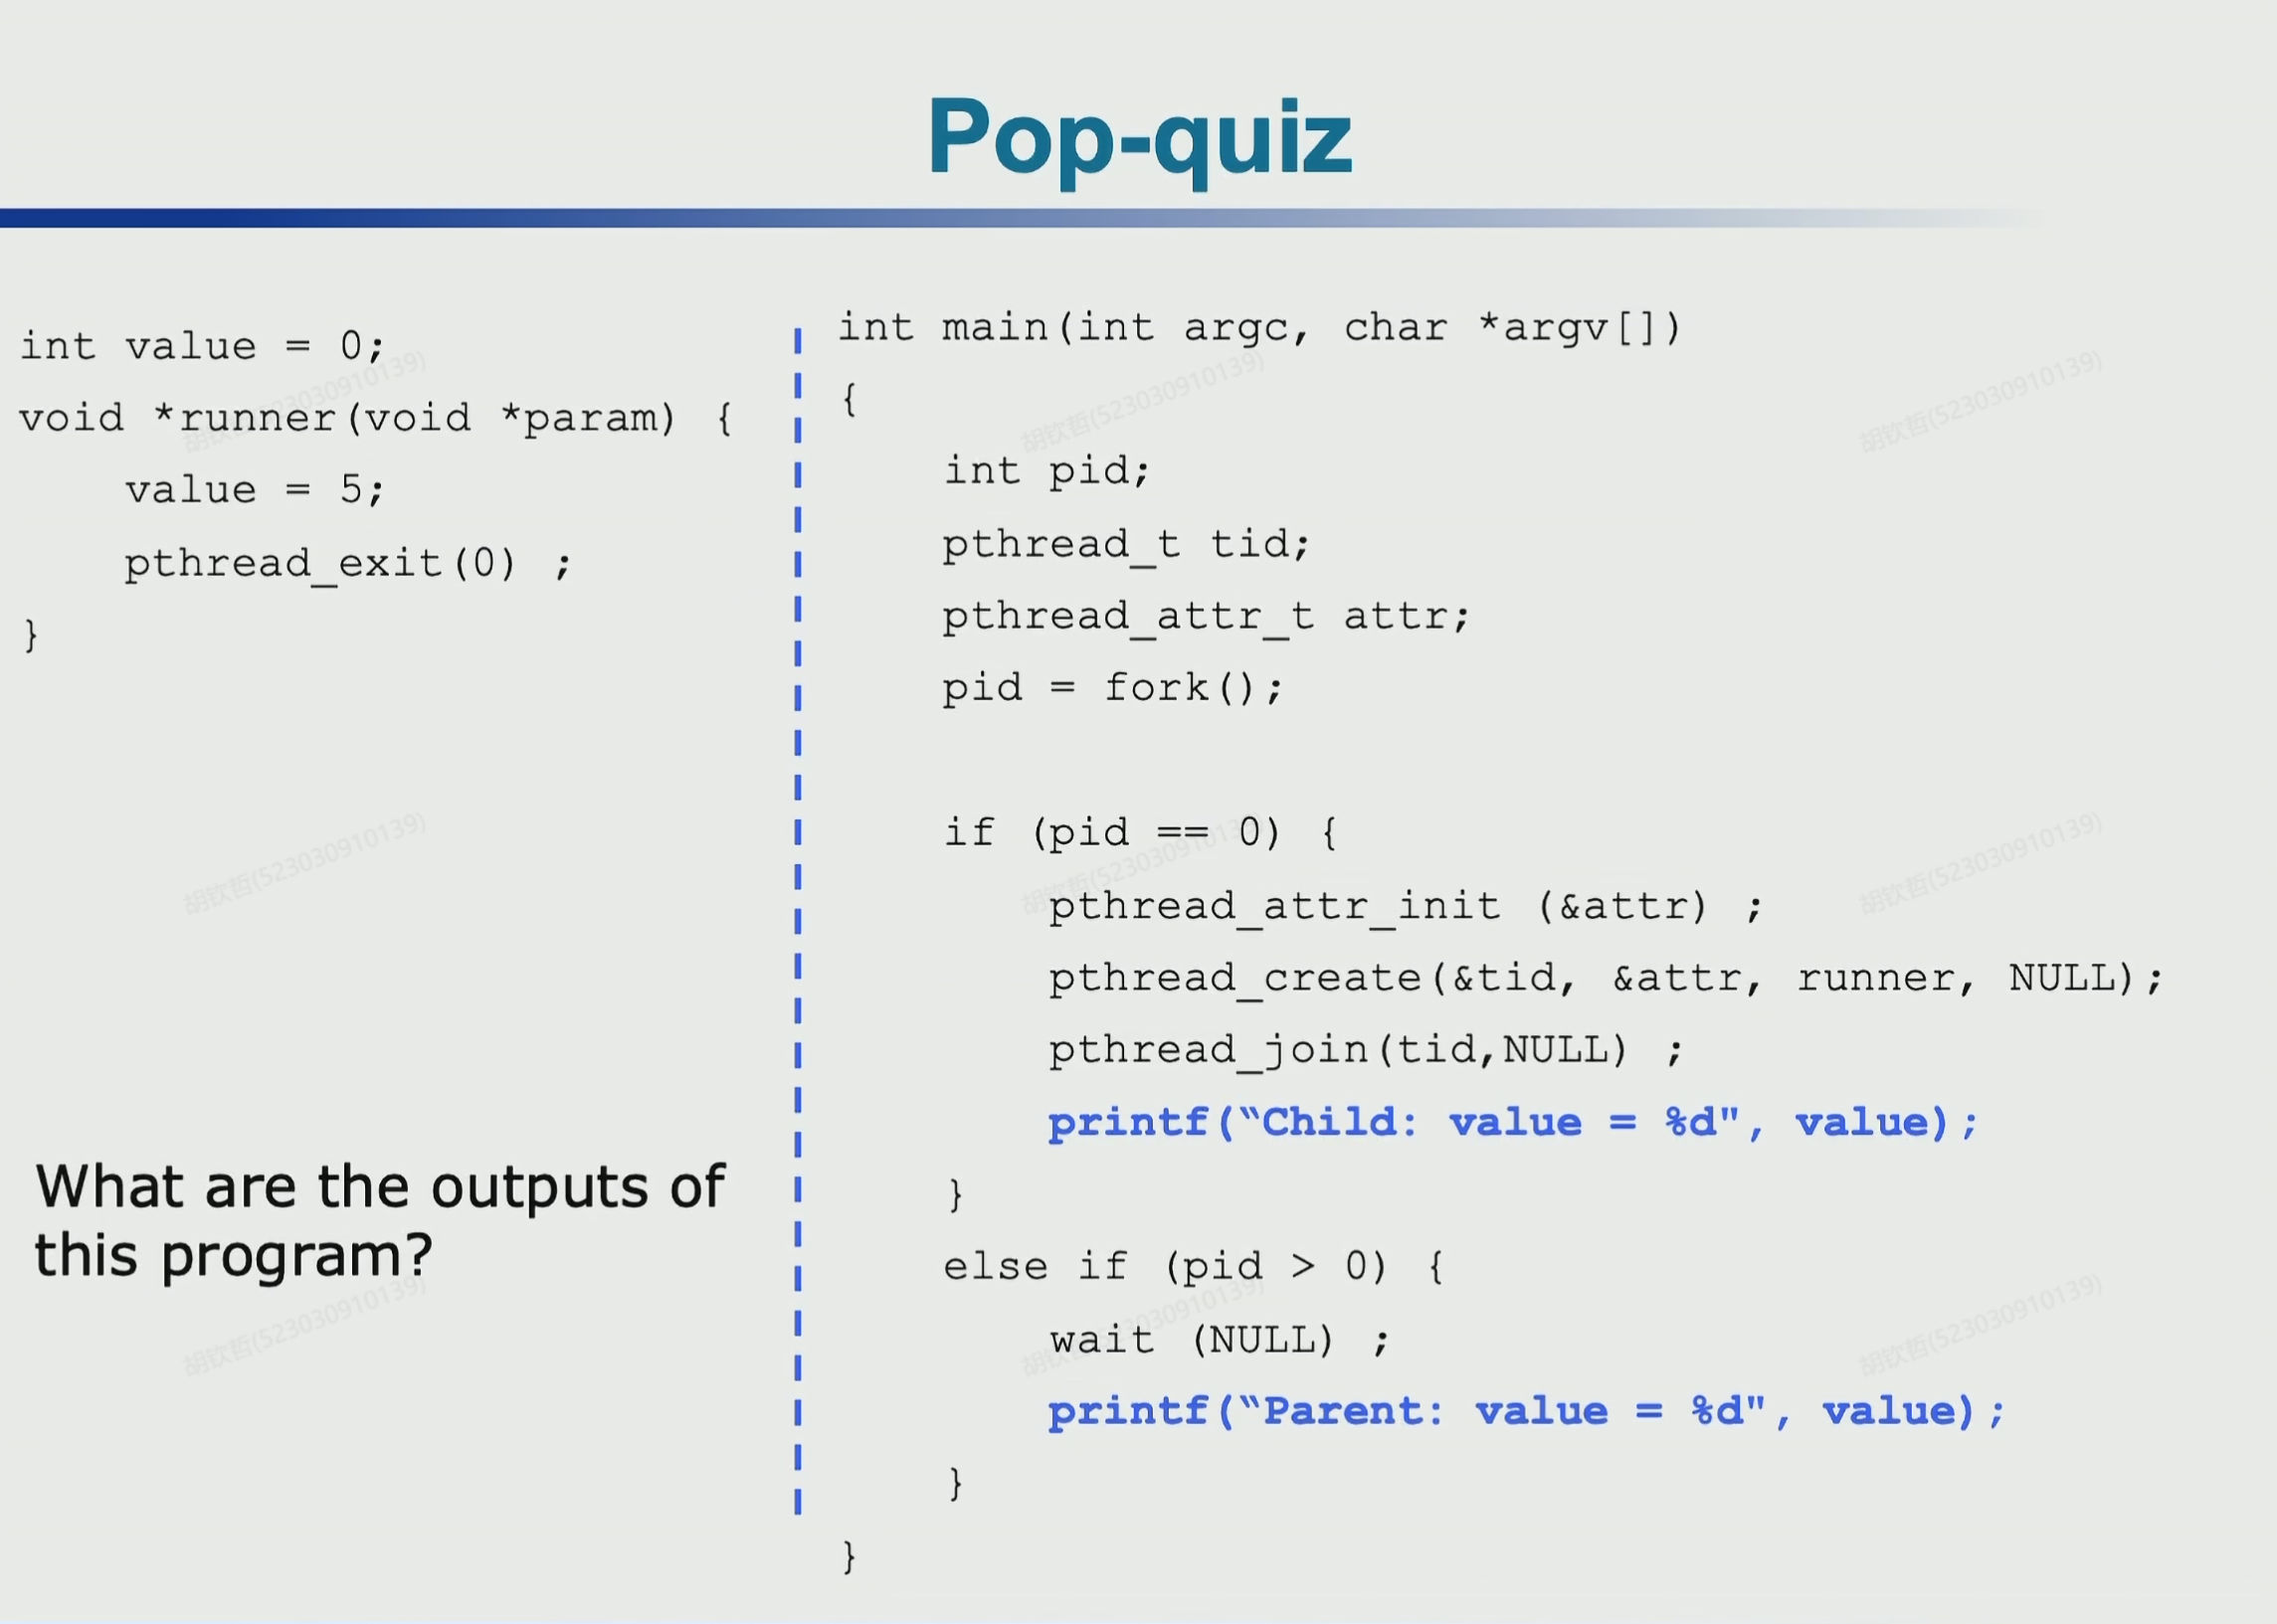 Pop-quiz
int value = 0;
void *runner(void *param) {
    value = 5;
    pthread_exit(0) ;
}
What are the outputs of
this program?
int main(int argc, char *argv[])
{
    int pid;
    pthread_t tid;
    pthread_attr_t attr;
    pid = fork();
    if (pid == 0) {
        pthread_attr_init (&attr) ;
        pthread_create(&tid, &attr, runner, NULL);
        pthread_join(tid,NULL) ;
        printf(“Child: value = %d", value);
    }
    else if (pid > 0) {
        wait (NULL) ;
        printf(“Parent: value = %d", value);
    }
}
胡钦哲(523030910139)
胡钦哲(523030910139)
胡钦哲(523030910139)
胡钦哲(523030910139)
胡钦哲(523030910139)
胡钦哲(523030910139)
胡钦哲(523030910139)
胡钦哲(523030910139)
胡钦哲(523030910139)